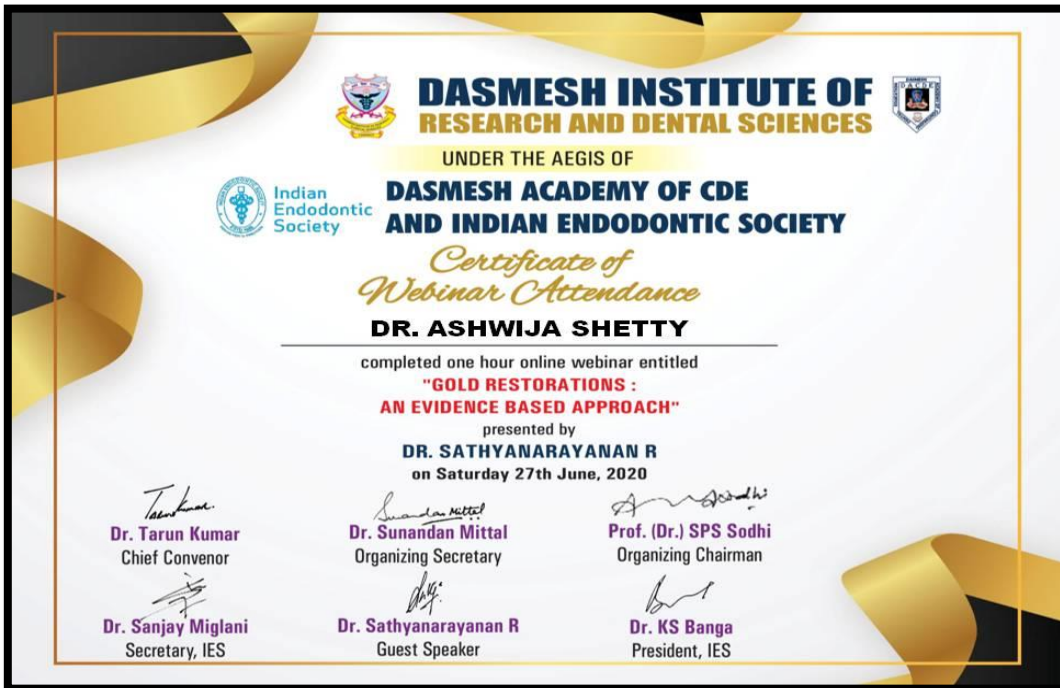 DASMESH INSTITUTE OF
RESEARCH AND DENTAL SCIENCES
UNDER THE AEGIS OF
Indian
Endodontic
Society
DASMESH ACADEMY OF CDE
AND INDIAN ENDODONTIC SOCIETY
Certificate of
Webinar Attendance
DR. ASHWIJA SHETTY
completed one hour online webinar entitled
"GOLD RESTORATIONS :
AN EVIDENCE BASED APPROACH"
presented by
DR. SATHYANARAYANAN R
on Saturday 27th June, 2020
Dr. Tarun Kumar
Chief Convenor
Sunandan Mittal
Dr. Sunandan Mittal
Organizing Secretary
Prof. (Dr.) SPS Sodhi
Organizing Chairman
Dr. Sanjay Miglani
Secretary, IES
Dr. Sathyanarayanan R
Guest Speaker
Dr. KS Banga
President, IES